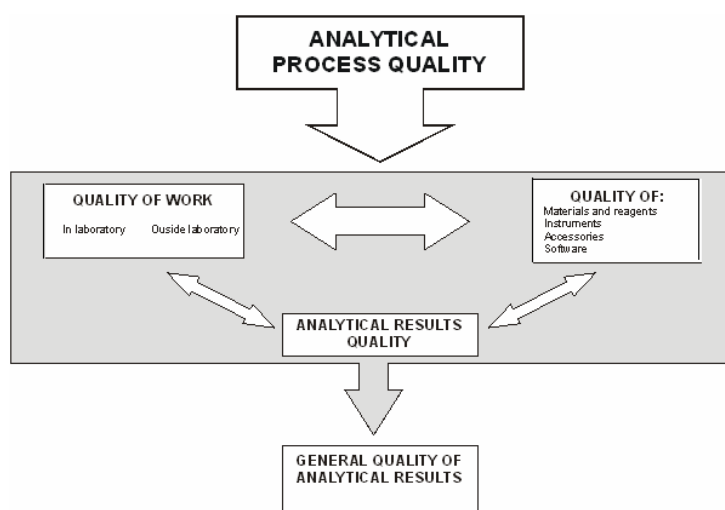 ANALYTICAL
PROCESS QUALITY
QUALITY OF WORK
In laboratory Ouside laboratory
QUALITY OF:
Materials and reagents
Instruments
Accessories
Software
ANALYTICAL RESULTS
QUALITY
GENERAL QUALITY OF
ANALYTICAL RESULTS